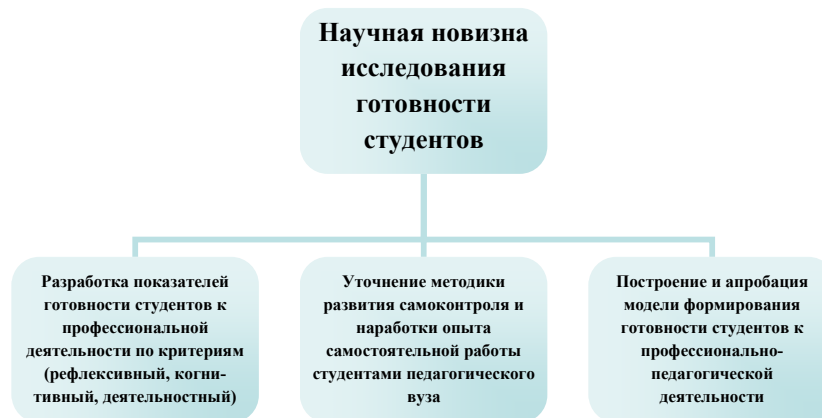 Научная новизна
исследования
готовности
студентов
Разработка показателей
готовности студентов к
профессиональной
деятельности по критериям
(рефлексивный, когни-
тивный, деятельностный)
Уточнение методики
развития самоконтроля и
наработки опыта
самостоятельной работы
студентами педагогического
вуза
Построение и апробация
модели формирования
готовности студентов к
профессионально-
педагогической
деятельности